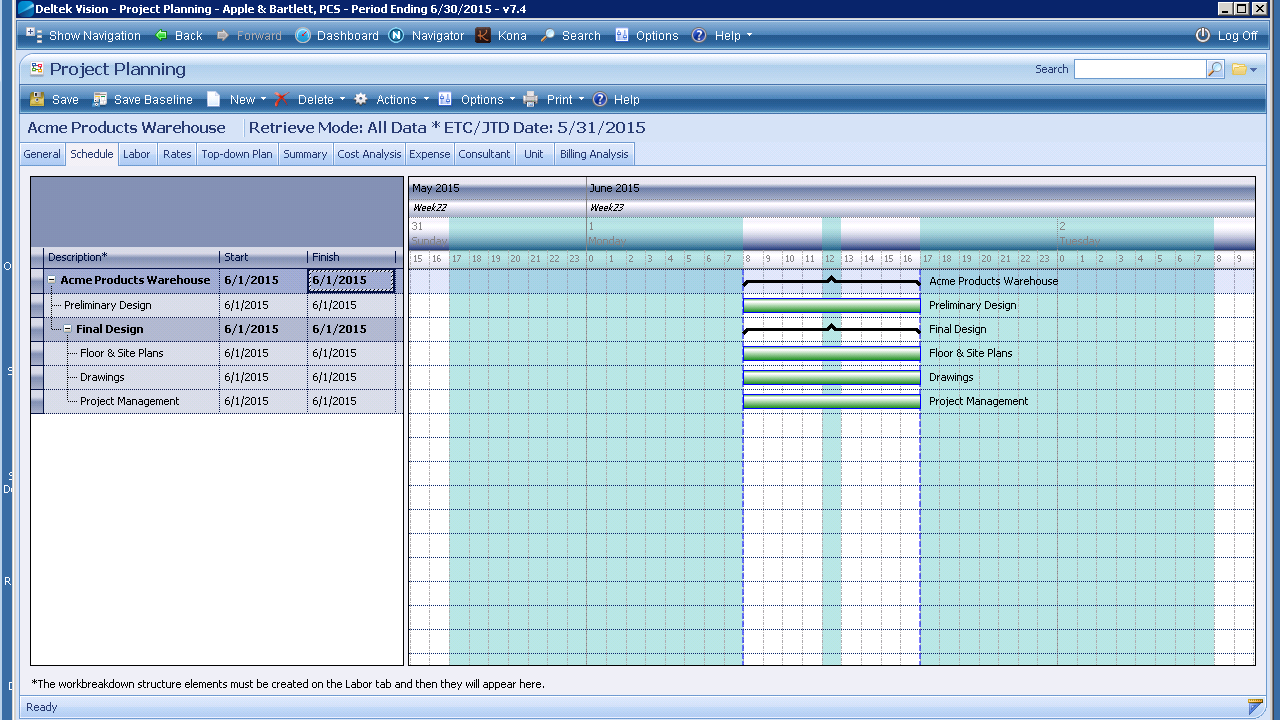 Deltek Vision - Project Planning - Apple & Bartlett, PCS - Period Ending 6/30/2015 - v7.4
Show Navigation Back Forward Dashboard Navigator Kona Search Options Help Log Off
Project Planning Search
Save Save Baseline New Delete Actions Options Print Help
Acme Products Warehouse Retrieve Mode: All Data * ETC/JTD Date: 5/31/2015
General Schedule Labor Rates Top-down Plan Summary Cost Analysis Expense Consultant Unit Billing Analysis
May 2015 June 2015
Week22 Week23
31 1 2
Sunday Monday Tuesday
Description* Start Finish
15 16 17 18 19 20 21 22 23 0 1 2 3 4 5 6 7 8 9 10 11 12 13 14 15 16 17 18 19 20 21 22 23 0 1 2 3 4 5 6 7 8 9
Acme Products Warehouse 6/1/2015 6/1/2015 Acme Products Warehouse
Preliminary Design 6/1/2015 6/1/2015 Preliminary Design
Final Design 6/1/2015 6/1/2015 Final Design
Floor & Site Plans 6/1/2015 6/1/2015 Floor & Site Plans
Drawings 6/1/2015 6/1/2015 Drawings
Project Management 6/1/2015 6/1/2015 Project Management
*The workbreakdown structure elements must be created on the Labor tab and then they will appear here.
Ready